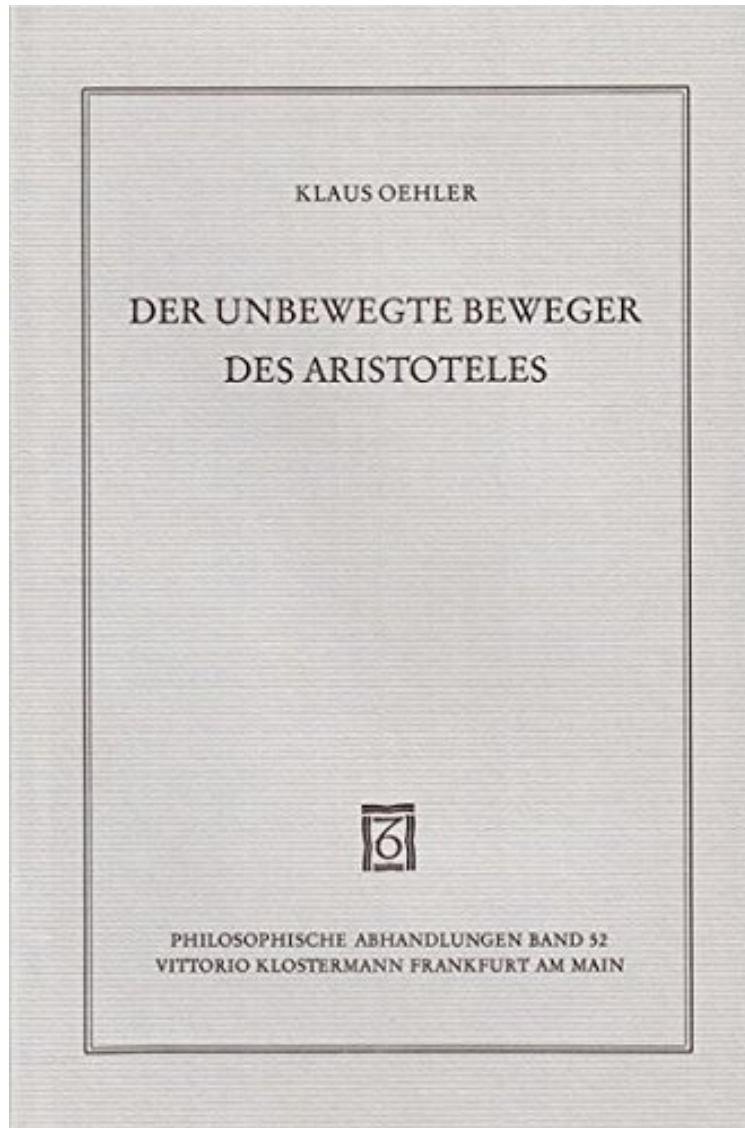 KLAUS OEHLER
DER UNBEWEGTE BEWEGER
DES ARISTOTELES
PHILOSOPHISCHE ABHANDLUNGEN BAND 52
VITTORIO KLOSTERMANN FRANKFURT AM MAIN